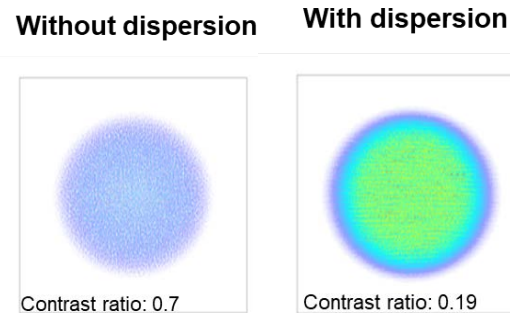 Without dispersion
With dispersion
Contrast ratio: 0.7
Contrast ratio: 0.19